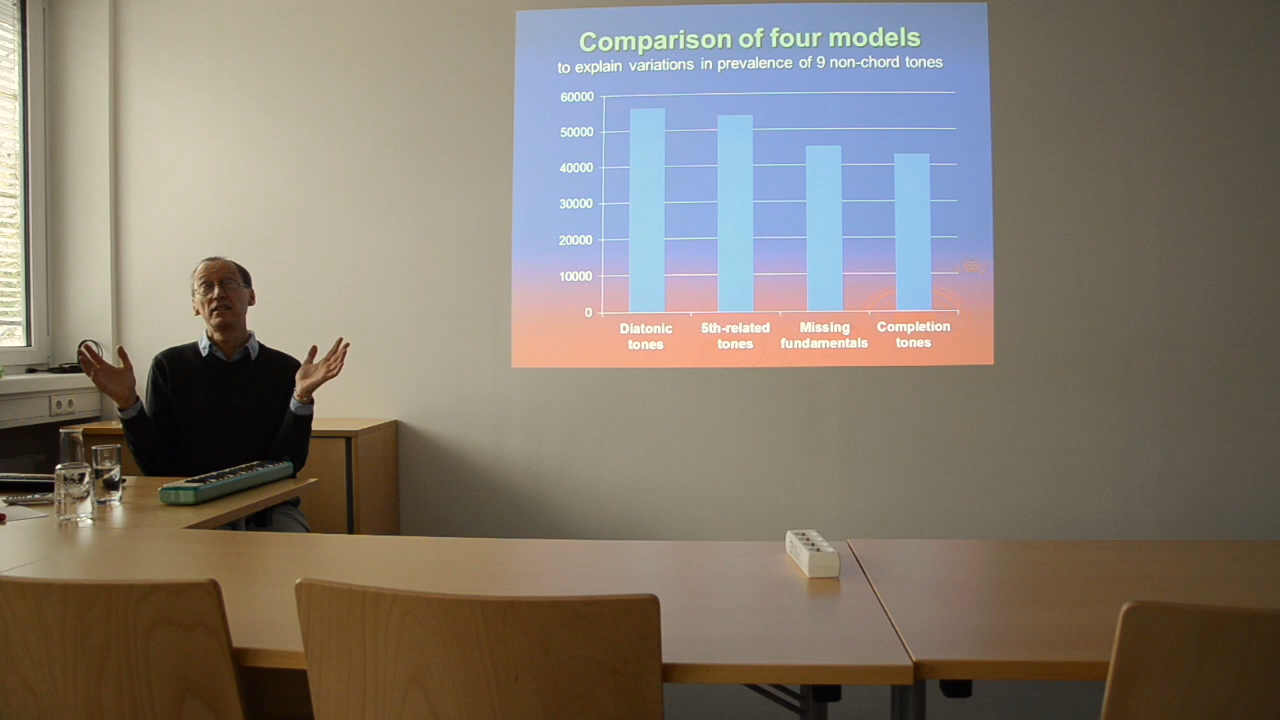 Comparison of four models
to explain variations in prevalence of 9 non-chord tones
60000
50000
40000
30000
20000
10000
0
Diatonic
tones
5th-related
tones
Missing
fundamentals
Completion
tones